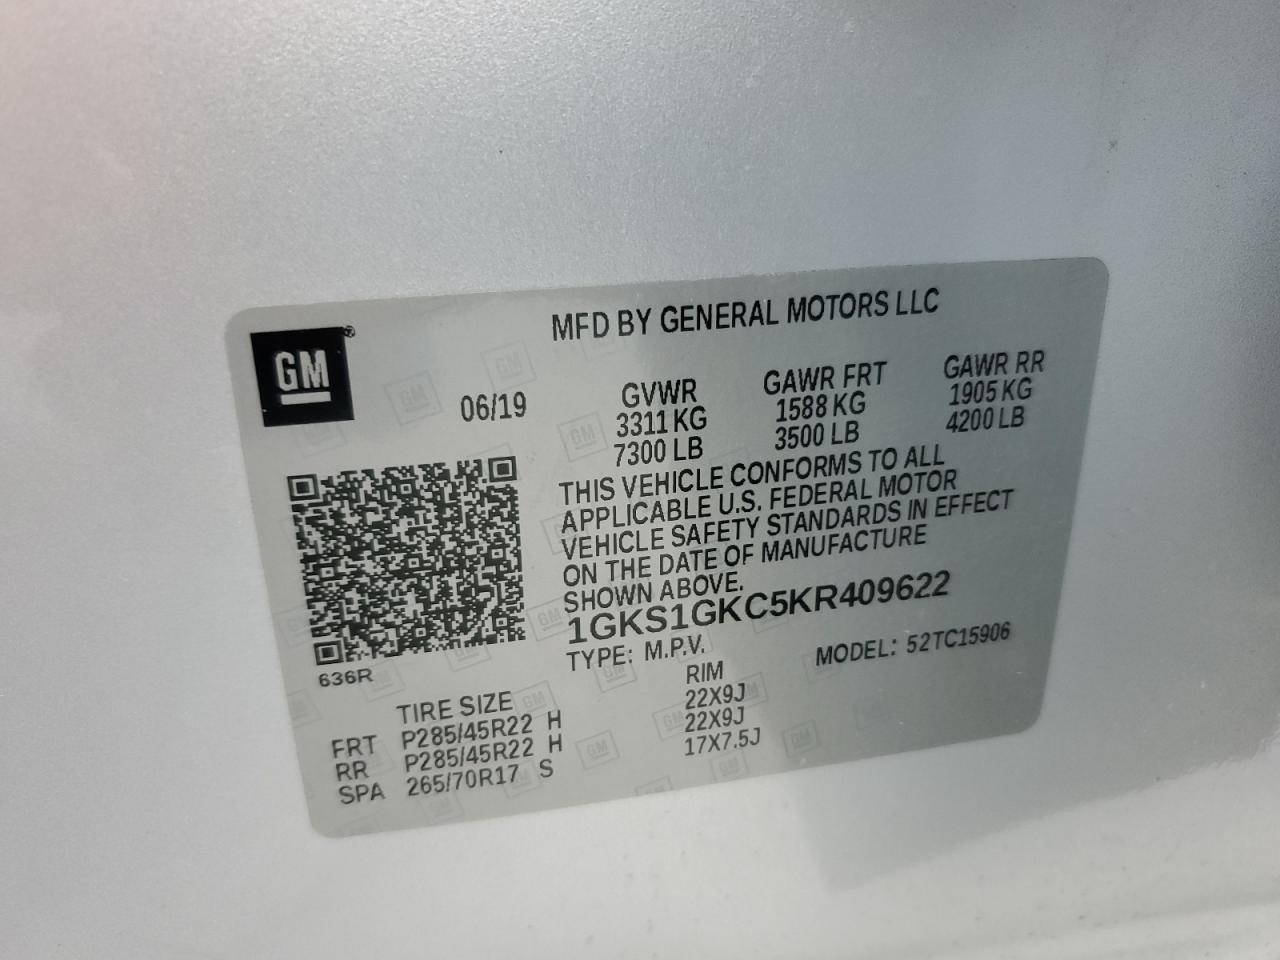 MFD BY GENERAL MOTORS LLC
GM ®
06/19
GVWR GAWR FRT GAWR RR
3311 KG 1588 KG 1905 KG
7300 LB 3500 LB 4200 LB
THIS VEHICLE CONFORMS TO ALL
APPLICABLE U.S. FEDERAL MOTOR
VEHICLE SAFETY STANDARDS IN EFFECT
ON THE DATE OF MANUFACTURE
SHOWN ABOVE.
1GKS1GKC5KR409622
TYPE: M.P.V. MODEL: 52TC15906
636R
TIRE SIZE RIM
FRT P285/45R22 H 22X9J
RR P285/45R22 H 22X9J
SPA 265/70R17 S 17X7.5J